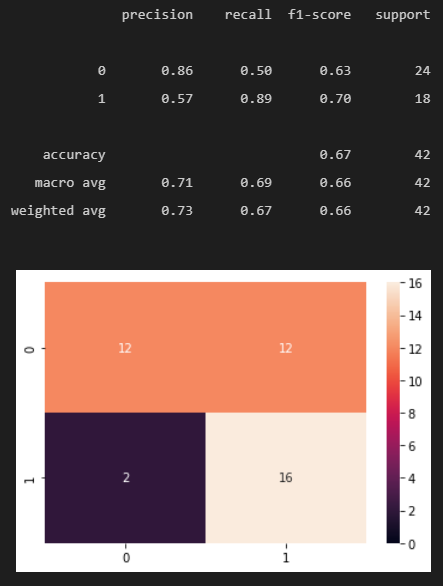 precision recall f1-score support
0 0.86 0.50 0.63 24
1 0.57 0.89 0.70 18
accuracy 0.67 42
macro avg 0.71 0.69 0.66 42
weighted avg 0.73 0.67 0.66 42
16
14
0 12 12 12
10
8
6
1 2 16 4
2
0
0 1